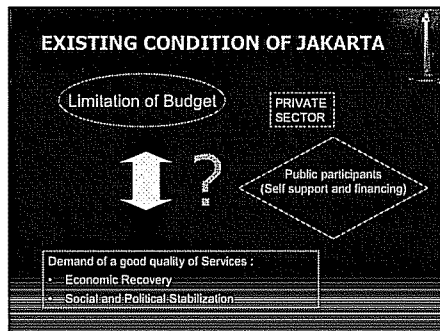 EXISTING CONDITION OF JAKARTA
Limitation of Budget
PRIVATE
SECTOR
?
Public participants
(Self support and financing)
Demand of a good quality of Services :
• Economic Recovery
• Social and Political Stabilization